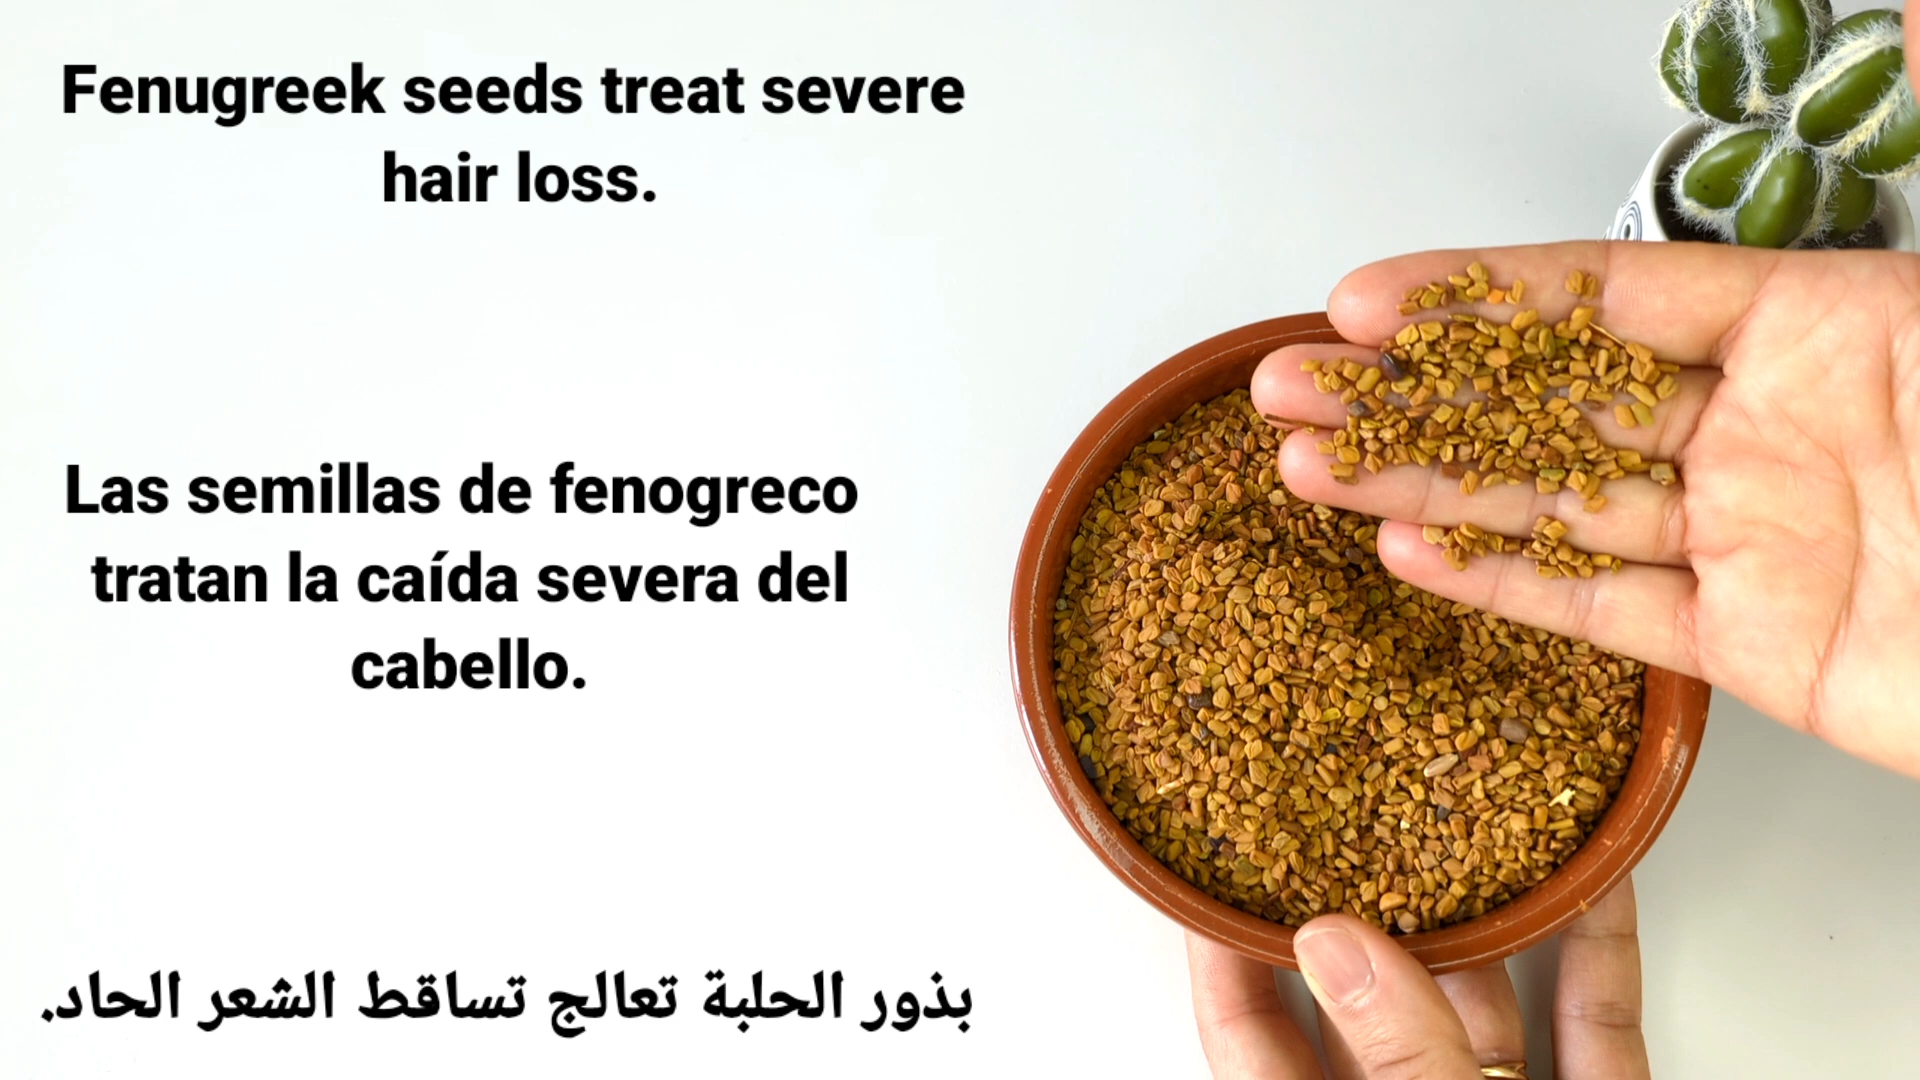 Fenugreek seeds treat severe
hair loss.
Las semillas de fenogreco
tratan la caída severa del
cabello.
بذور الحلبة تعالج تساقط الشعر الحاد.